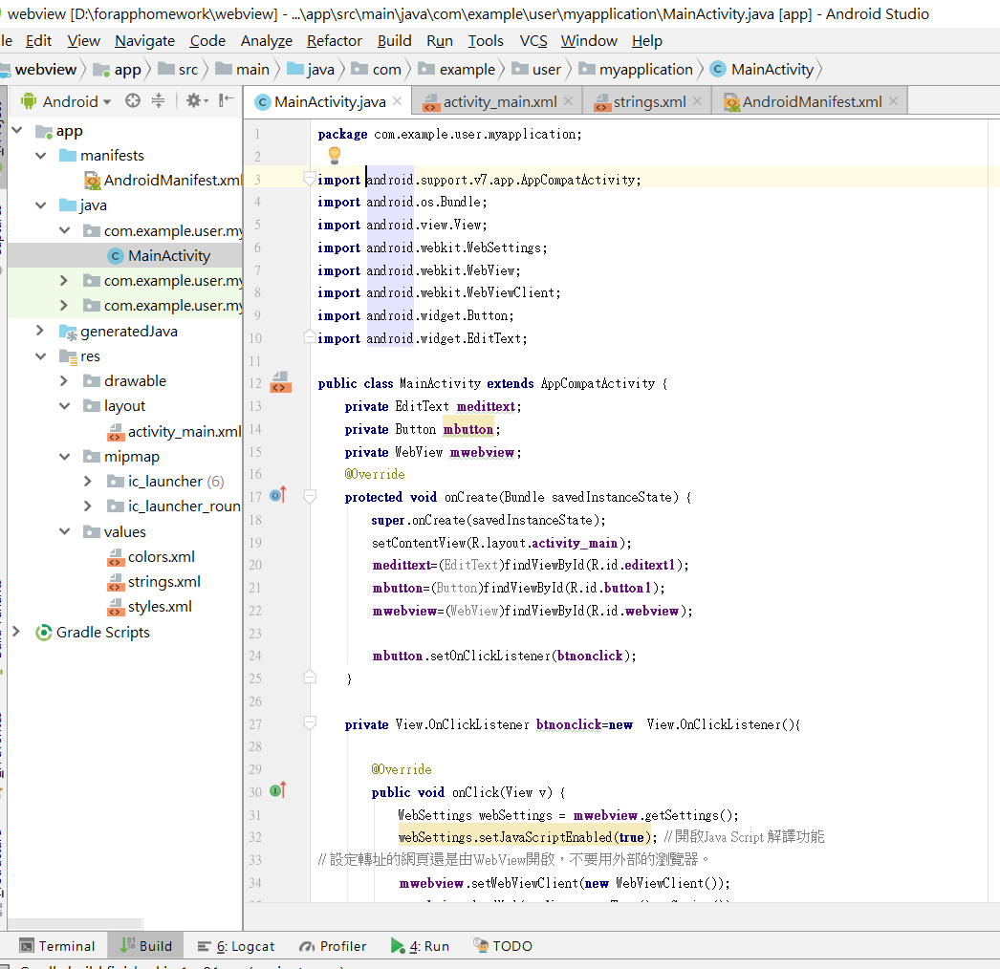 webview [D:\forapphomework\webview] - ...\app\src\main\java\com\example\user\myapplication\MainActivity.java [app] - Android Studio
Edit View Navigate Code Analyze Refactor Build Run Tools VCS Window Help
webview app src main java com example user myapplication MainActivity
Android MainActivity.java activity_main.xml strings.xml AndroidManifest.xml
app
manifests
AndroidManifest.xml
java
com.example.user.my
MainActivity
com.example.user.my
com.example.user.my
generatedJava
res
drawable
layout
activity_main.xml
mipmap
ic_launcher (6)
ic_launcher_roun
values
colors.xml
strings.xml
styles.xml
Gradle Scripts
1 package com.example.user.myapplication;
2
3 import android.support.v7.app.AppCompatActivity;
4 import android.os.Bundle;
5 import android.view.View;
6 import android.webkit.WebSettings;
7 import android.webkit.WebView;
8 import android.webkit.WebViewClient;
9 import android.widget.Button;
10 import android.widget.EditText;
11
12 public class MainActivity extends AppCompatActivity {
13 private EditText medittext;
14 private Button mbutton;
15 private WebView mwebview;
16 @Override
17 protected void onCreate(Bundle savedInstanceState) {
18 super.onCreate(savedInstanceState);
19 setContentView(R.layout.activity_main);
20 medittext=(EditText)findViewById(R.id.editext1);
21 mbutton=(Button)findViewById(R.id.button1);
22 mwebview=(WebView)findViewById(R.id.webview);
23
24 mbutton.setOnClickListener(btnonclick);
25 }
26
27 private View.OnClickListener btnonclick=new View.OnClickListener(){
28
29 @Override
30 public void onClick(View v) {
31 WebSettings webSettings = mwebview.getSettings();
32 webSettings.setJavaScriptEnabled(true); //開啟Java Script 解譯功能
33 //設定轉址的網頁還是由WebView開啟，不要用外部的瀏覽器。
34 mwebview.setWebViewClient(new WebViewClient());
Terminal Build 6: Logcat Profiler 4: Run TODO